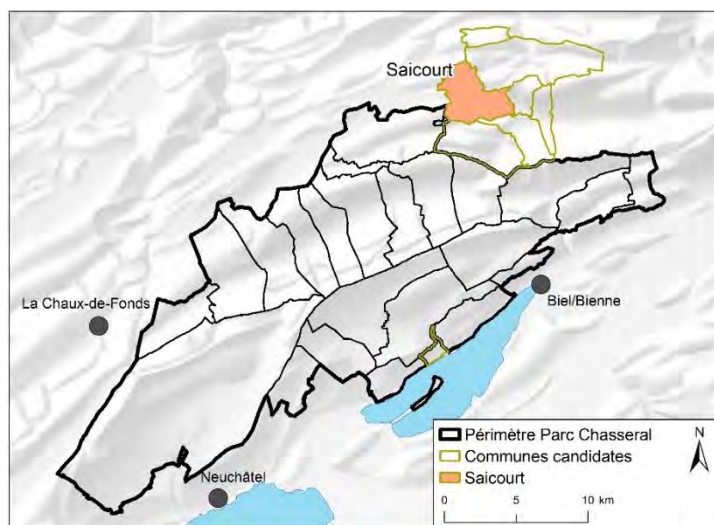 Saicourt
La Chaux-de-Fonds
Biel/Bienne
Neuchâtel
Périmètre Parc Chasseral
Communes candidates
Saicourt
N
0 5 10 km